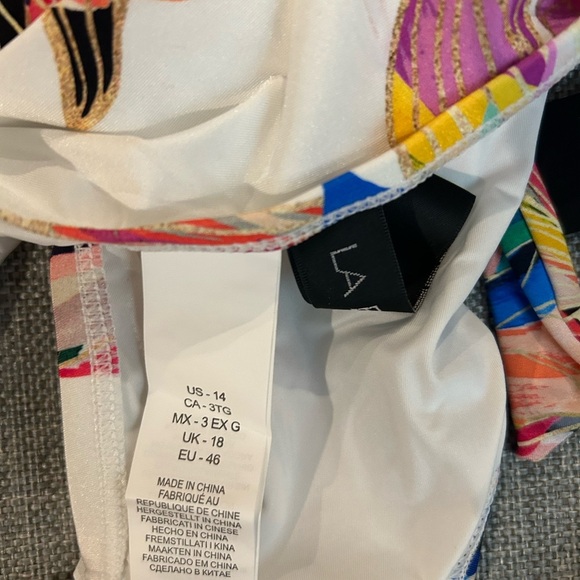 LA
US - 14
CA - 3TG
MX - 3 EX G
UK - 18
EU - 46
MADE IN CHINA
FABRIQUÉ AU
REPUBLIQUE DE CHINE
HERGESTELLT IN CHINA
FABBRICATI IN CINESE
HECHO EN CHINA
FREMSTILLATI I KINA
MAAKTEN IN CHINA
FABRICADO EM CHINA
СДЕЛАНО В КИТАЕ